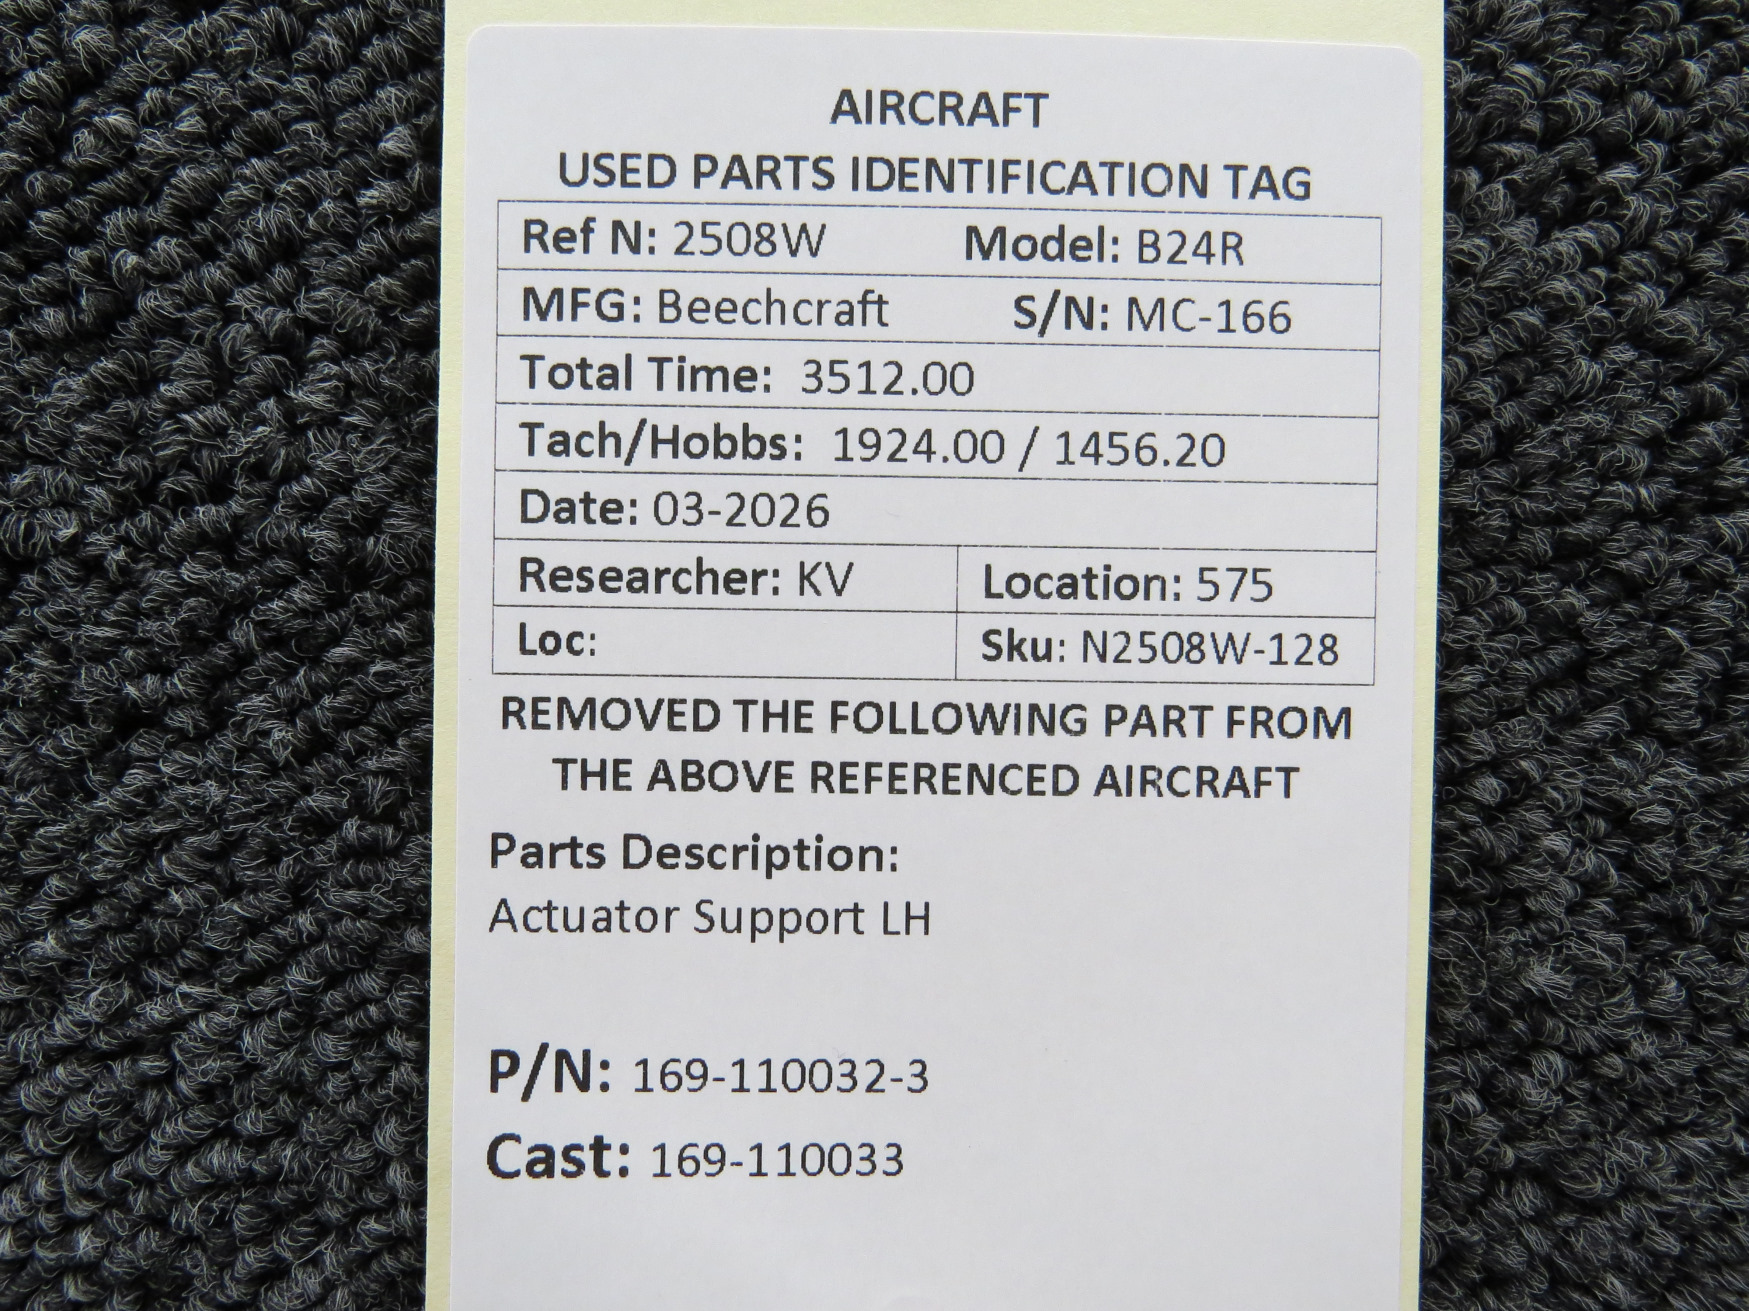 AIRCRAFT
USED PARTS IDENTIFICATION TAG
Ref N: 2508W Model: B24R
MFG: Beechcraft S/N: MC-166
Total Time: 3512.00
Tach/Hobbs: 1924.00 / 1456.20
Date: 03-2026
Researcher: KV Location: 575
Loc: Sku: N2508W-128
REMOVED THE FOLLOWING PART FROM
THE ABOVE REFERENCED AIRCRAFT
Parts Description:
Actuator Support LH
P/N: 169-110032-3
Cast: 169-110033